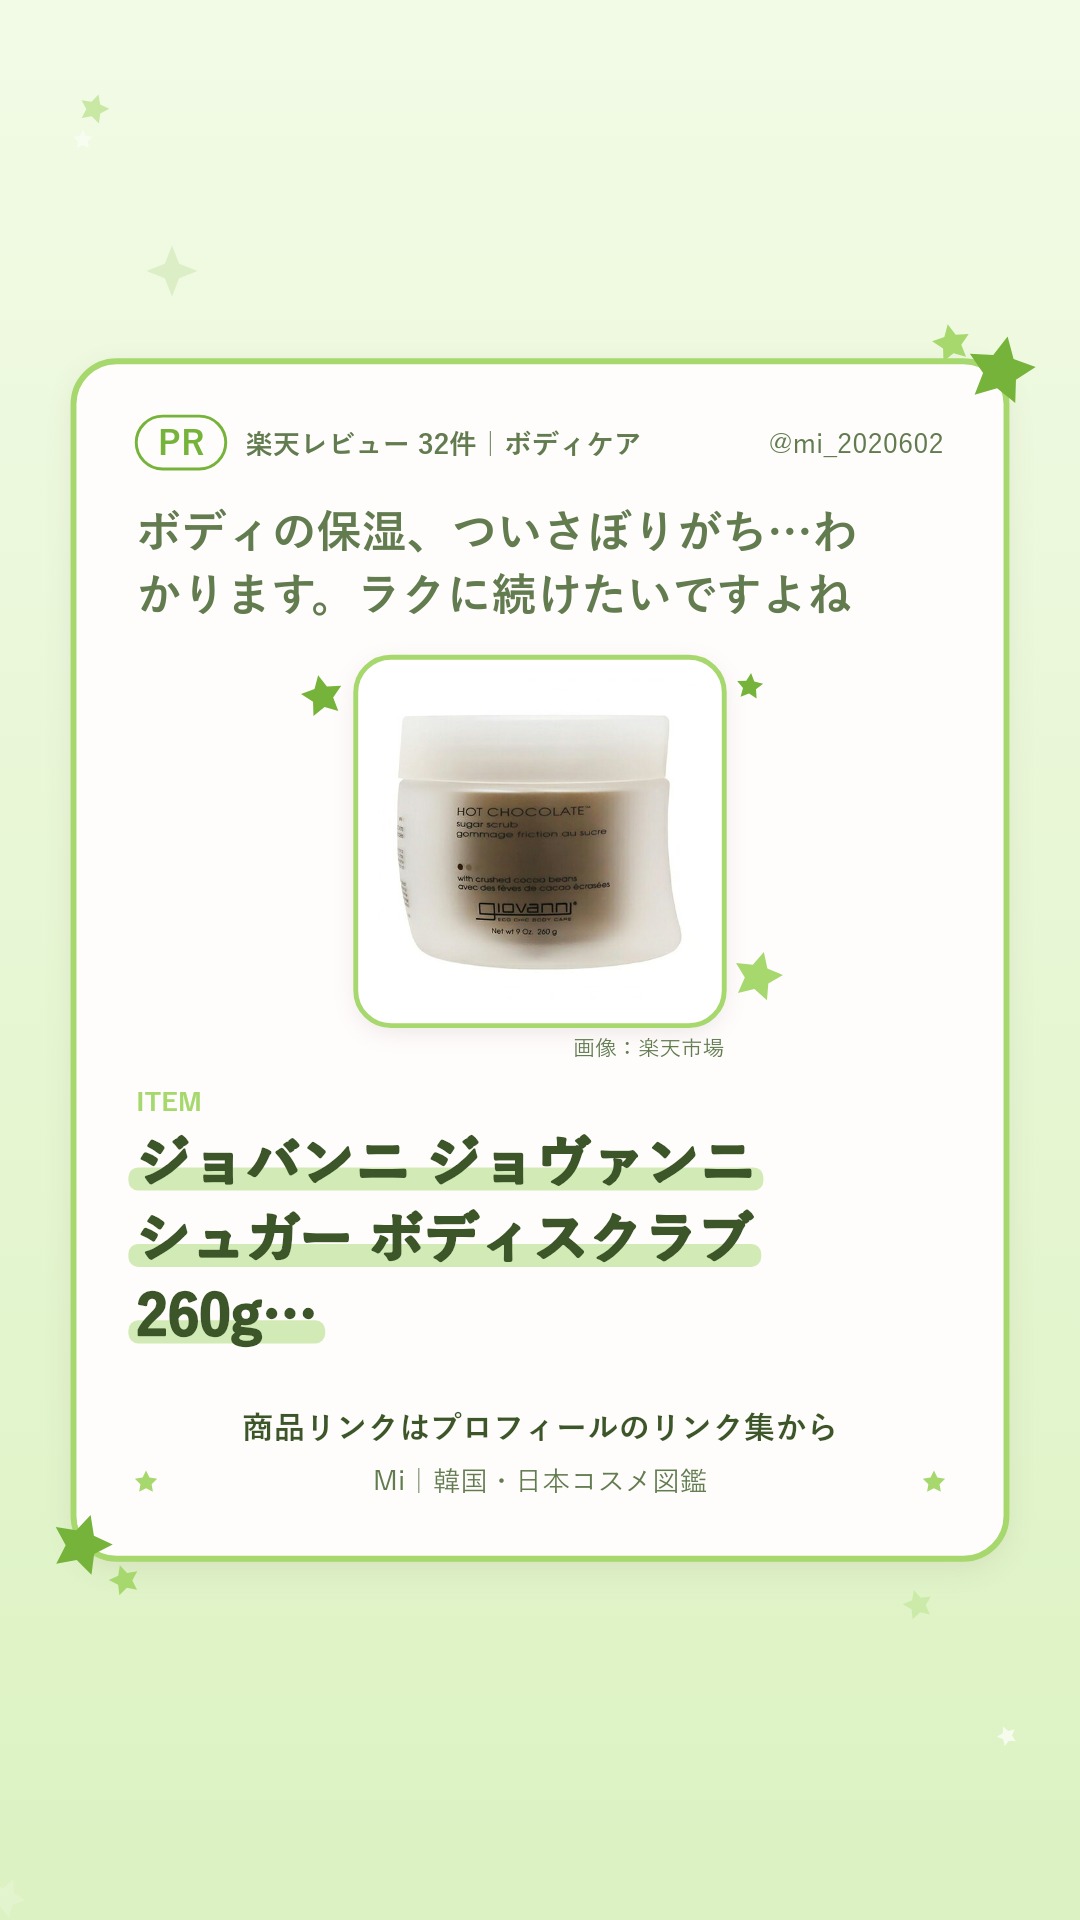 PR 楽天レビュー 32件｜ボディケア @mi_2020602
ボディの保湿、ついさぼりがち…わ
かります。ラクに続けたいですよね
HOT CHOCOLATE™
sugar scrub
gommage friction au sucre
with crushed cocoa beans
avec des fèves de cacao écrasées
giovanni®
ECO CHIC BODY CARE
Net wt 9 Oz. 260 g
画像：楽天市場
ITEM
ジョバンニ ジョヴァンニ
シュガー ボディスクラブ
260g…
商品リンクはプロフィールのリンク集から
Mi｜韓国・日本コスメ図鑑